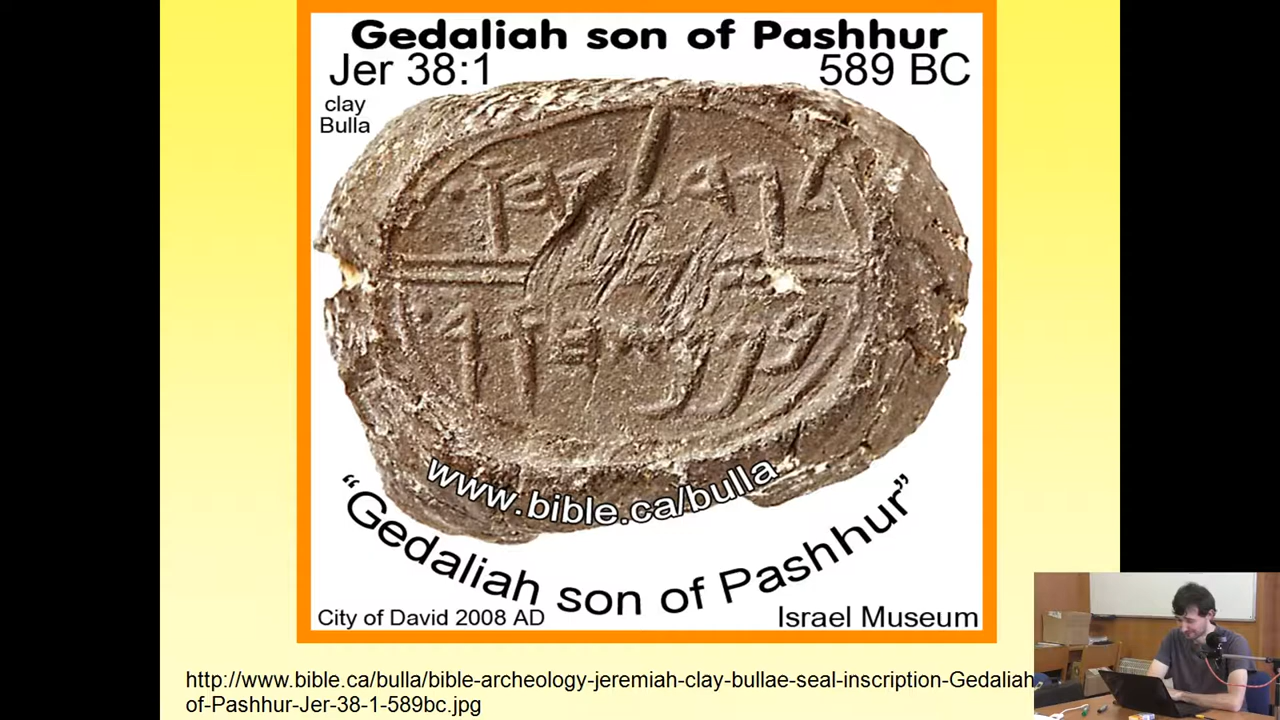 Gedaliah son of Pashhur
Jer 38:1
589 BC
clay
Bulla
www.bible.ca/bulla
“Gedaliah son of Pashhur”
City of David 2008 AD
Israel Museum
http://www.bible.ca/bulla/bible-archeology-jeremiah-clay-bullae-seal-inscription-Gedaliah
of-Pashhur-Jer-38-1-589bc.jpg